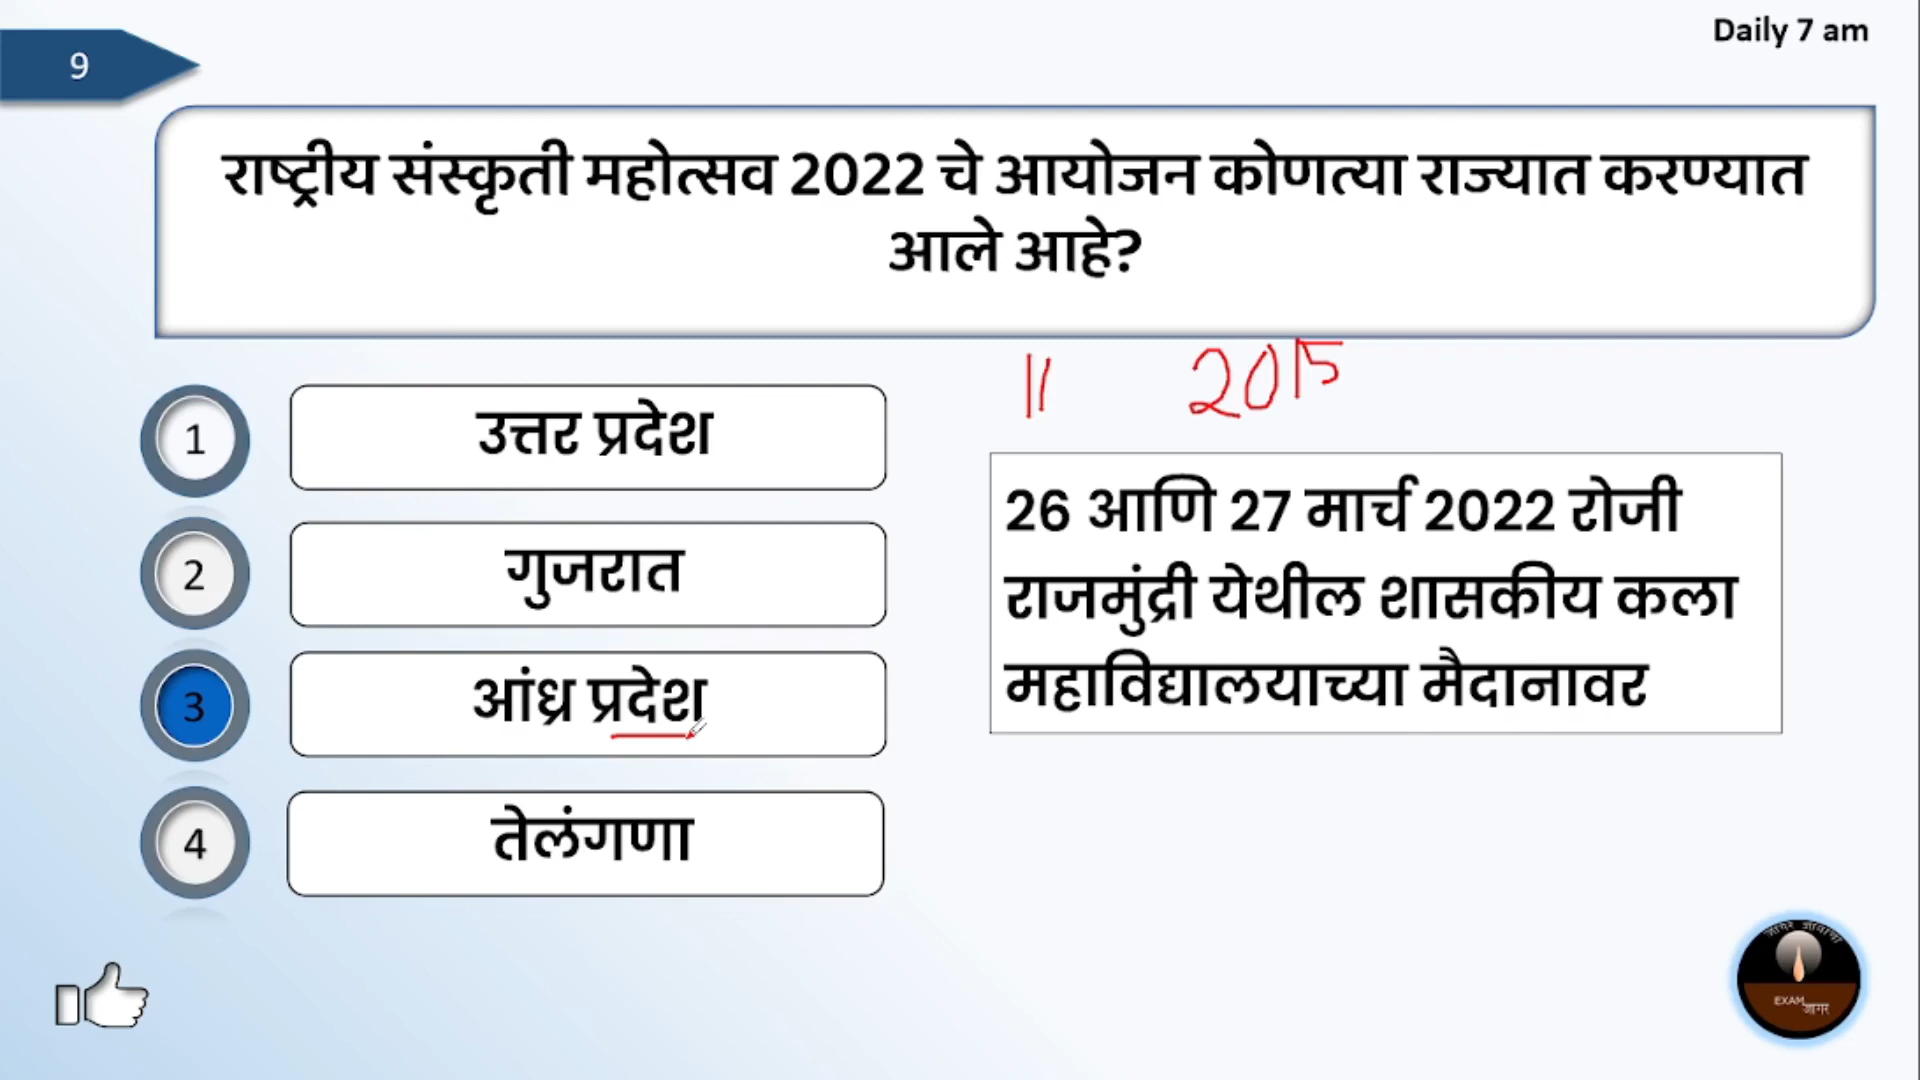 Daily 7 am
9
राष्ट्रीय संस्कृती महोत्सव 2022 चे आयोजन कोणत्या राज्यात करण्यात
आले आहे?
11 2015
1 उत्तर प्रदेश
2 गुजरात
3 आंध्र प्रदेश
4 तेलंगणा
26 आणि 27 मार्च 2022 रोजी
राजमुंद्री येथील शासकीय कला
महाविद्यालयाच्या मैदानावर
EXAM
जागर